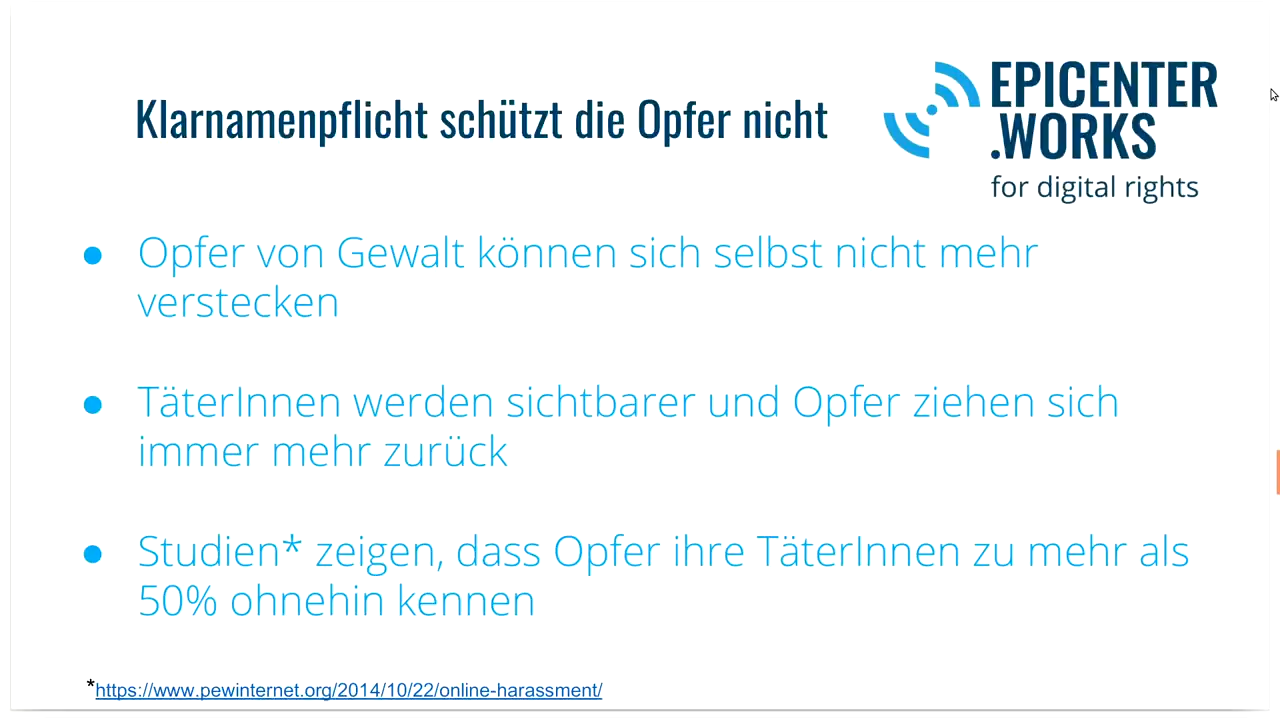 Klarnamenpflicht schützt die Opfer nicht
EPICENTER
.WORKS
for digital rights
● Opfer von Gewalt können sich selbst nicht mehr
verstecken
● TäterInnen werden sichtbarer und Opfer ziehen sich
immer mehr zurück
● Studien* zeigen, dass Opfer ihre TäterInnen zu mehr als
50% ohnehin kennen
*https://www.pewinternet.org/2014/10/22/online-harassment/